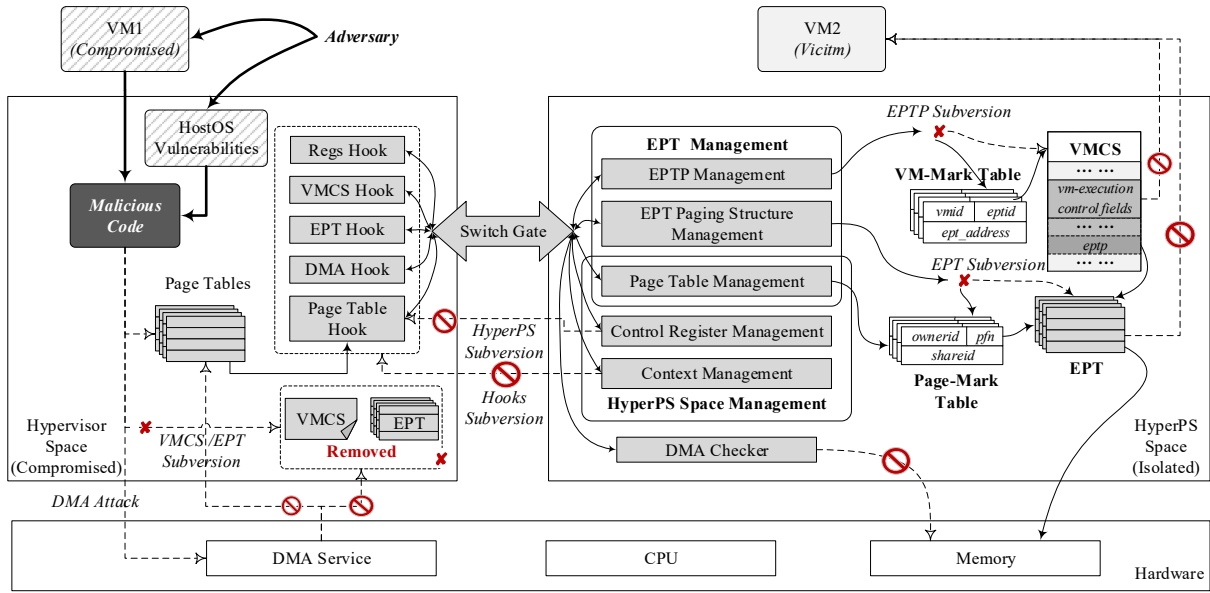 VM1
(Compromised)
Adversary
VM2
(Vicitm)
HostOS
Vulnerabilities
Malicious
Code
Page Tables
Regs Hook
VMCS Hook
EPT Hook
DMA Hook
Page Table
Hook
Switch Gate
EPT Management
EPTP Management
EPT Paging Structure
Management
Page Table Management
Control Register Management
Context Management
HyperPS Space Management
DMA Checker
EPTP Subversion
VM-Mark Table
vmid
eptid
ept_address
VMCS
... ...
vm-execution
control fields
... ...
eptp
... ...
EPT Subversion
ownerid
pfn
shareid
Page-Mark
Table
EPT
HyperPS
Subversion
Hooks
Subversion
VMCS
EPT
Removed
VMCS /EPT
Subversion
Hypervisor
Space
(Compromised)
HyperPS
Space
(Isolated)
DMA Attack
DMA Service
CPU
Memory
Hardware